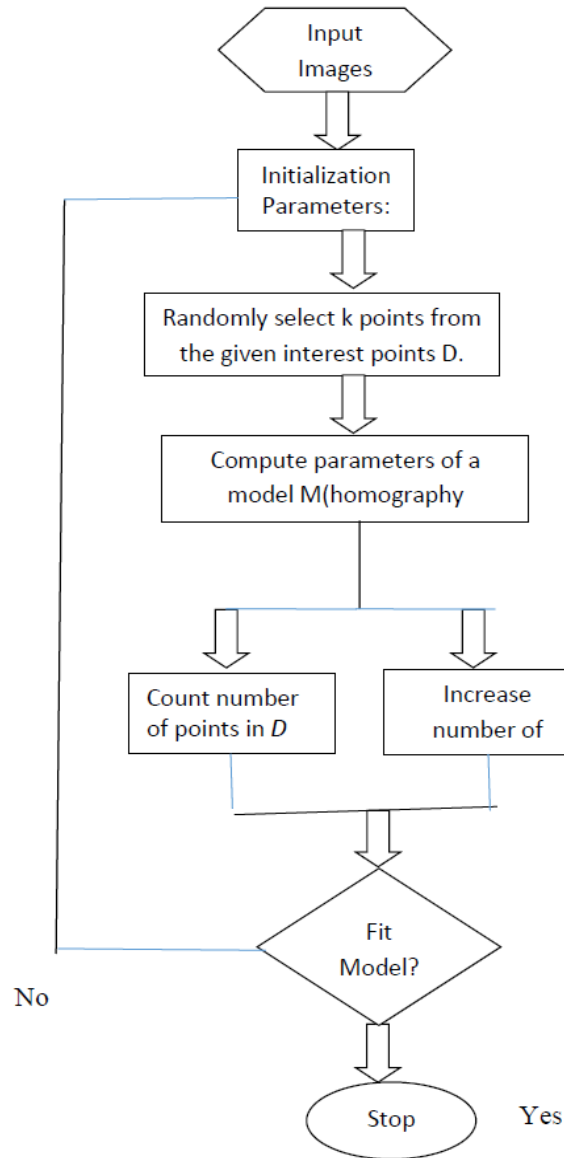 Input
Images
Initialization
Parameters:
Randomly select k points from
the given interest points D.
Compute parameters of a
model M(homography
Count number
of points in D
Increase
number of
Fit
Model?
No
Stop
Yes